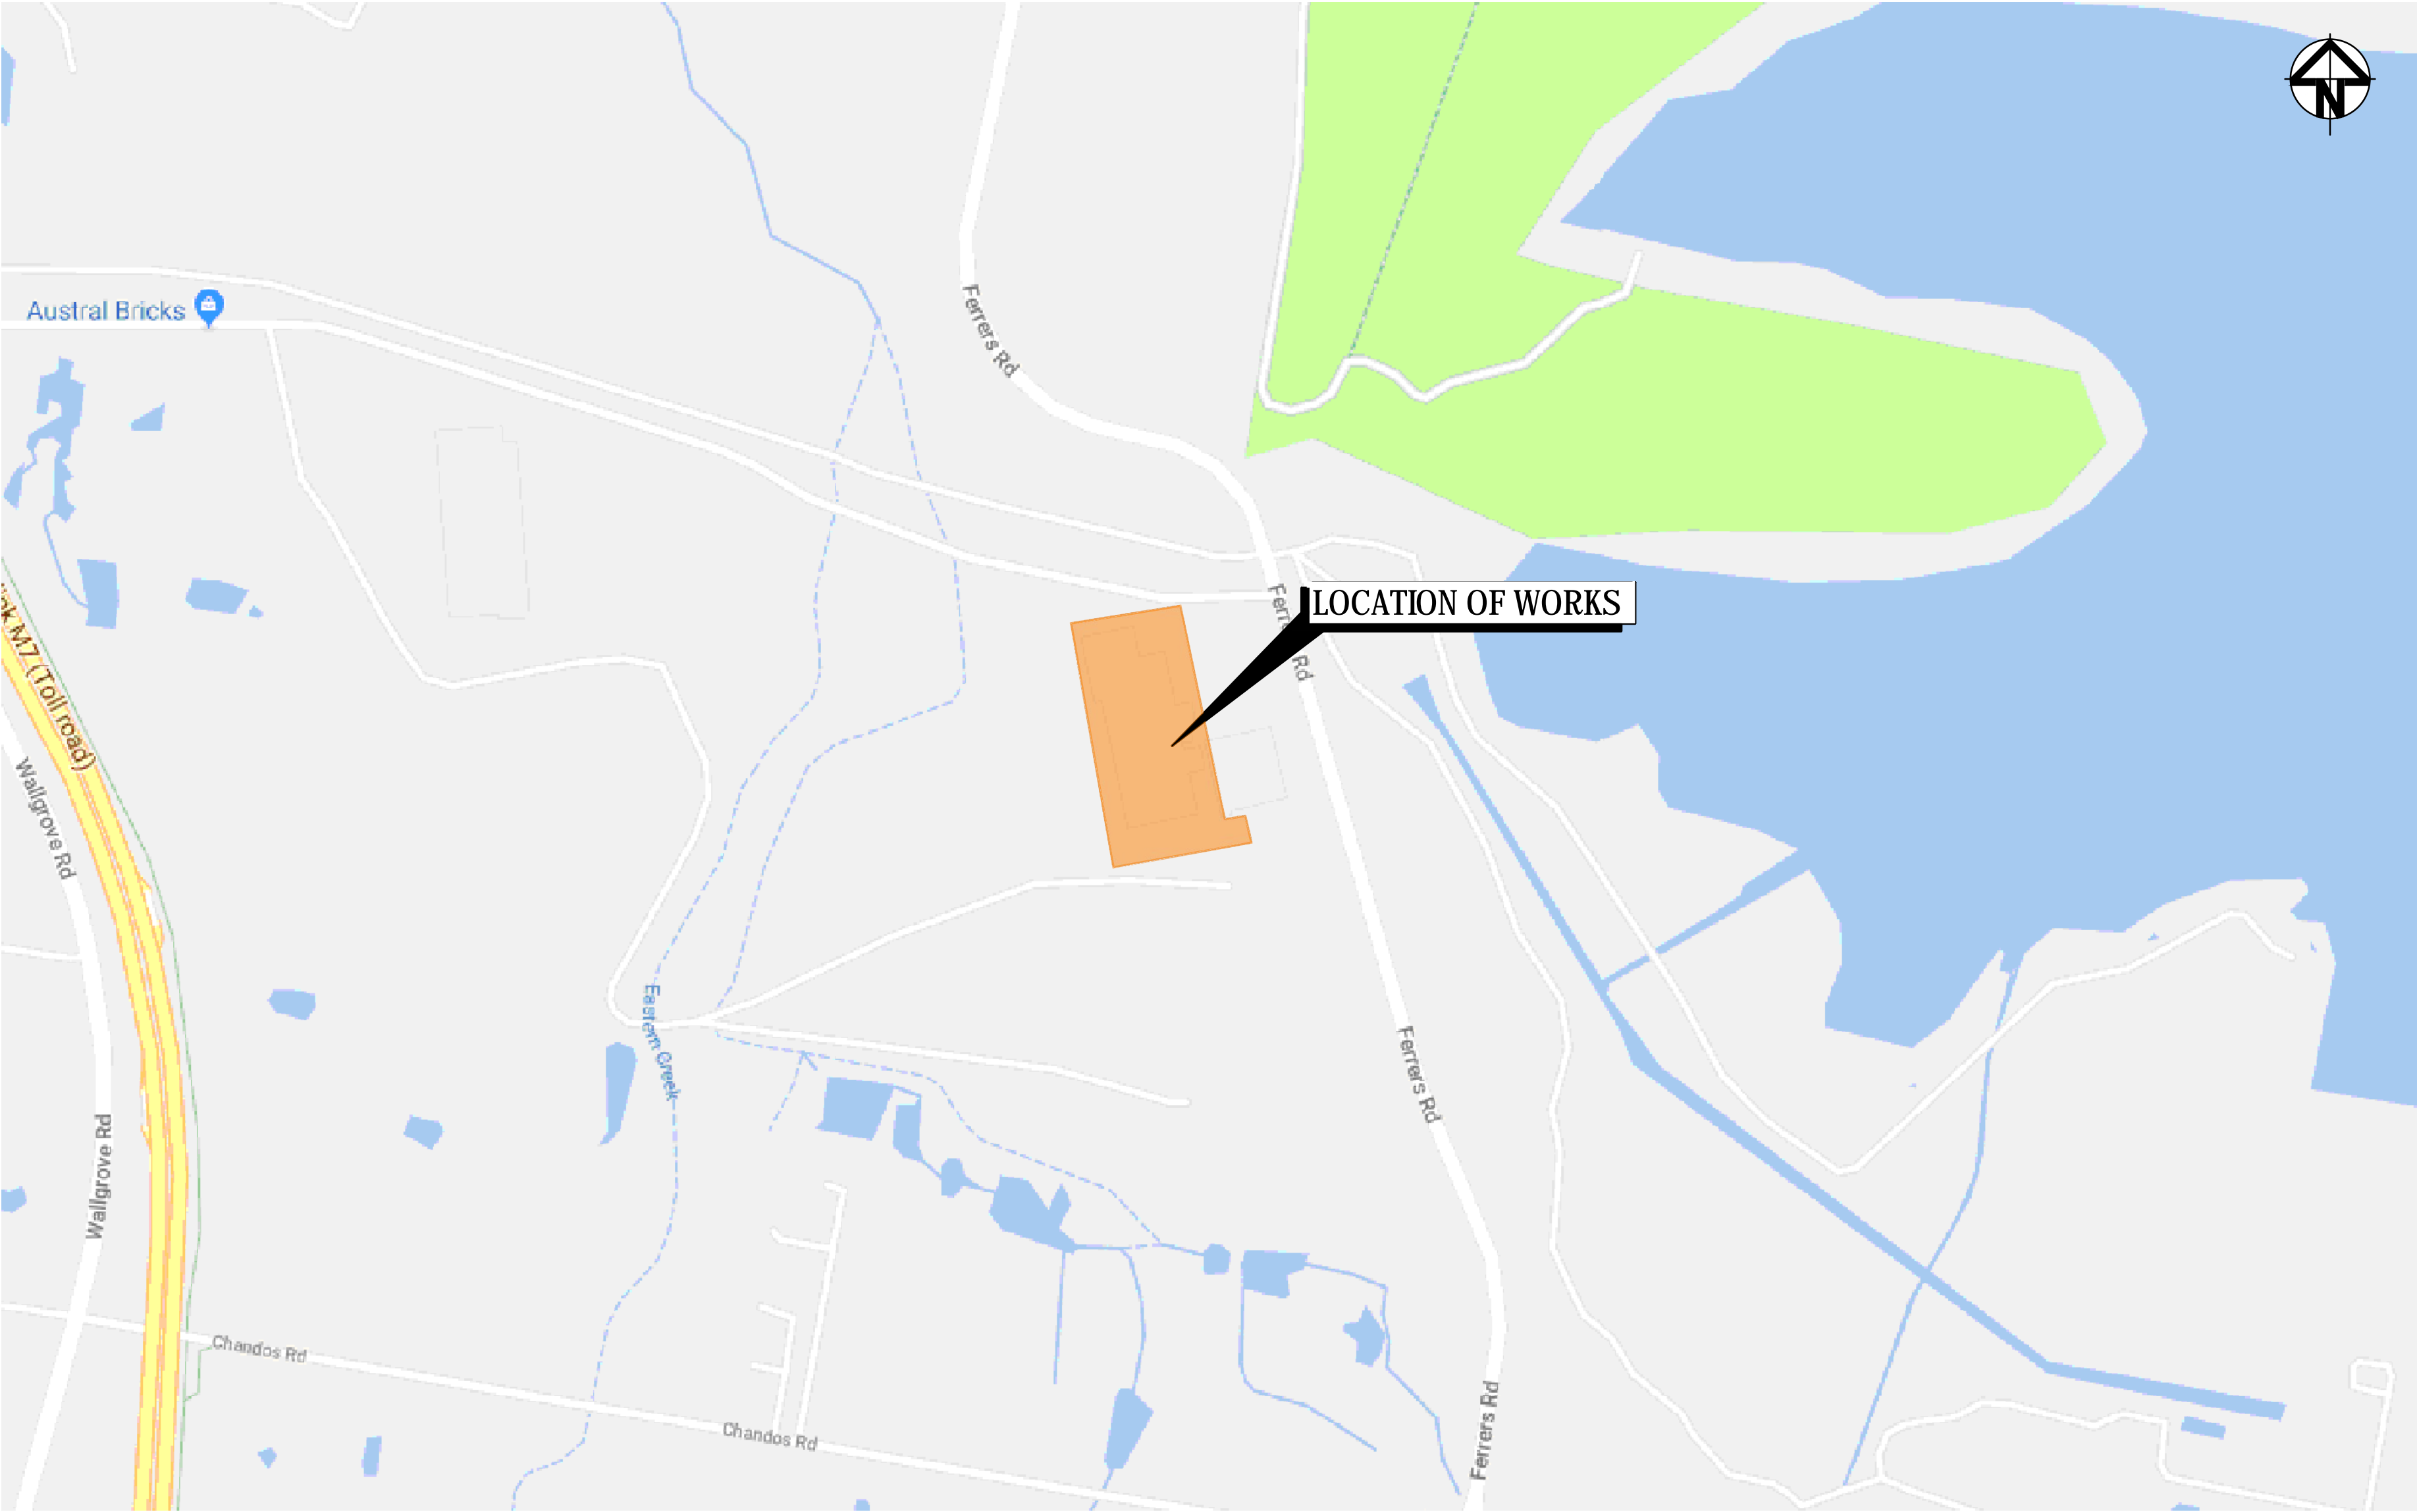 N
Austral Bricks
Ferrers Rd
LOCATION OF WORKS
Ferrers Rd
M7 (Toll road)
Wallgrove Rd
Eastern Creek
Ferrers Rd
Wallgrove Rd
Chandos Rd
Chandos Rd
Ferrers Rd